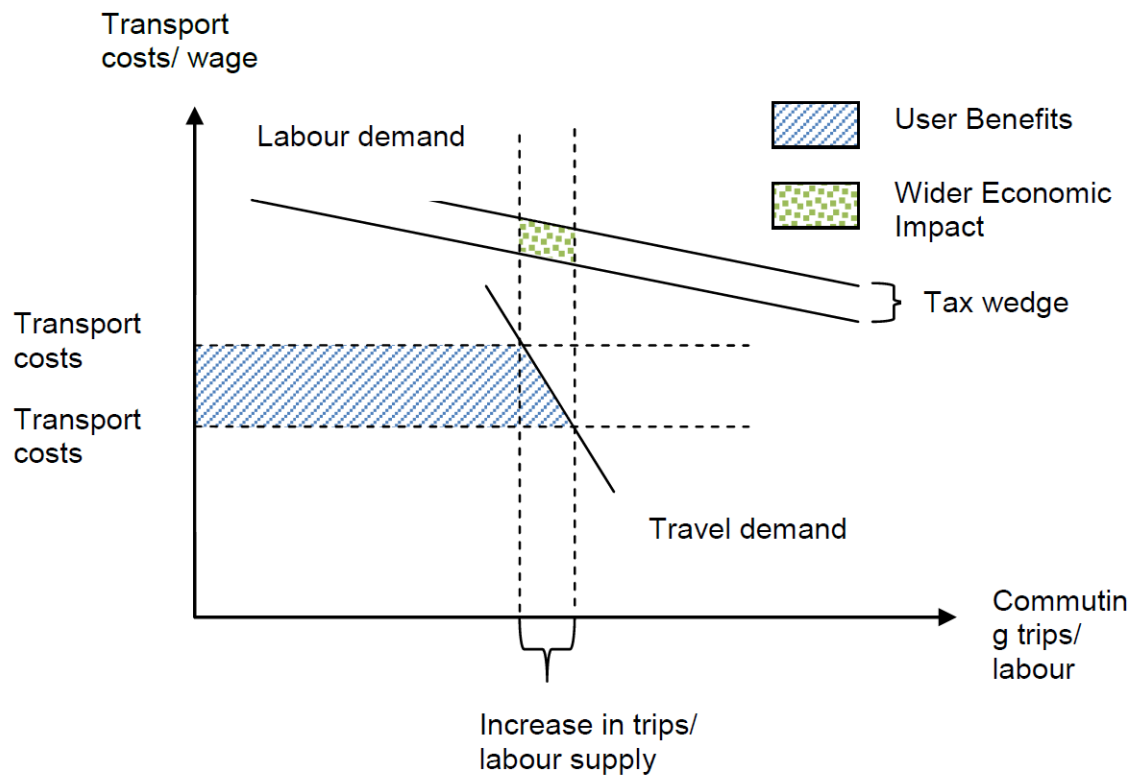 Transport
costs/ wage
Labour demand
User Benefits
Wider Economic
Impact
Tax wedge
Transport
costs
Transport
costs
Travel demand
Commutin
g trips/
labour
Increase in trips/
labour supply